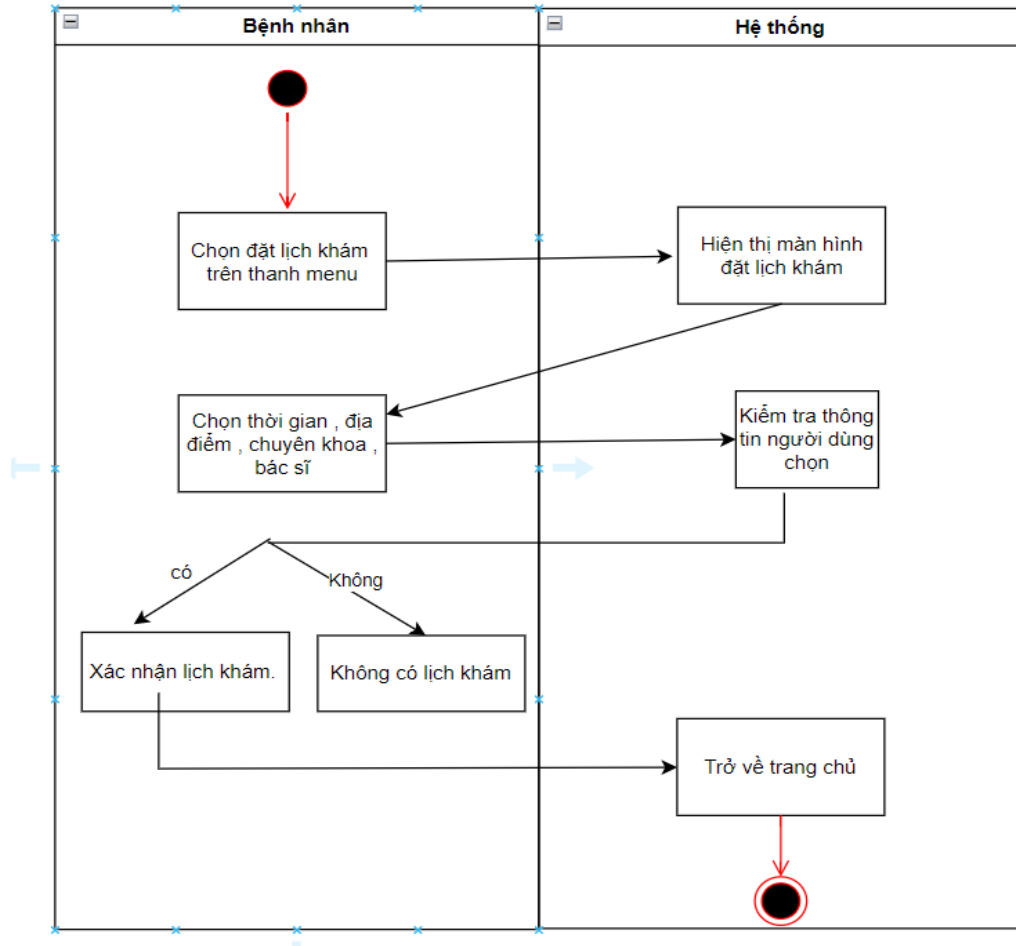 Bệnh nhân
Hệ thống
Chọn đặt lịch khám
trên thanh menu
Hiện thị màn hình
đặt lịch khám
Chọn thời gian , địa
điểm , chuyên khoa ,
bác sĩ
Kiểm tra thông
tin người dùng
chọn
có
Không
Xác nhận lịch khám.
Không có lịch khám
Trở về trang chủ